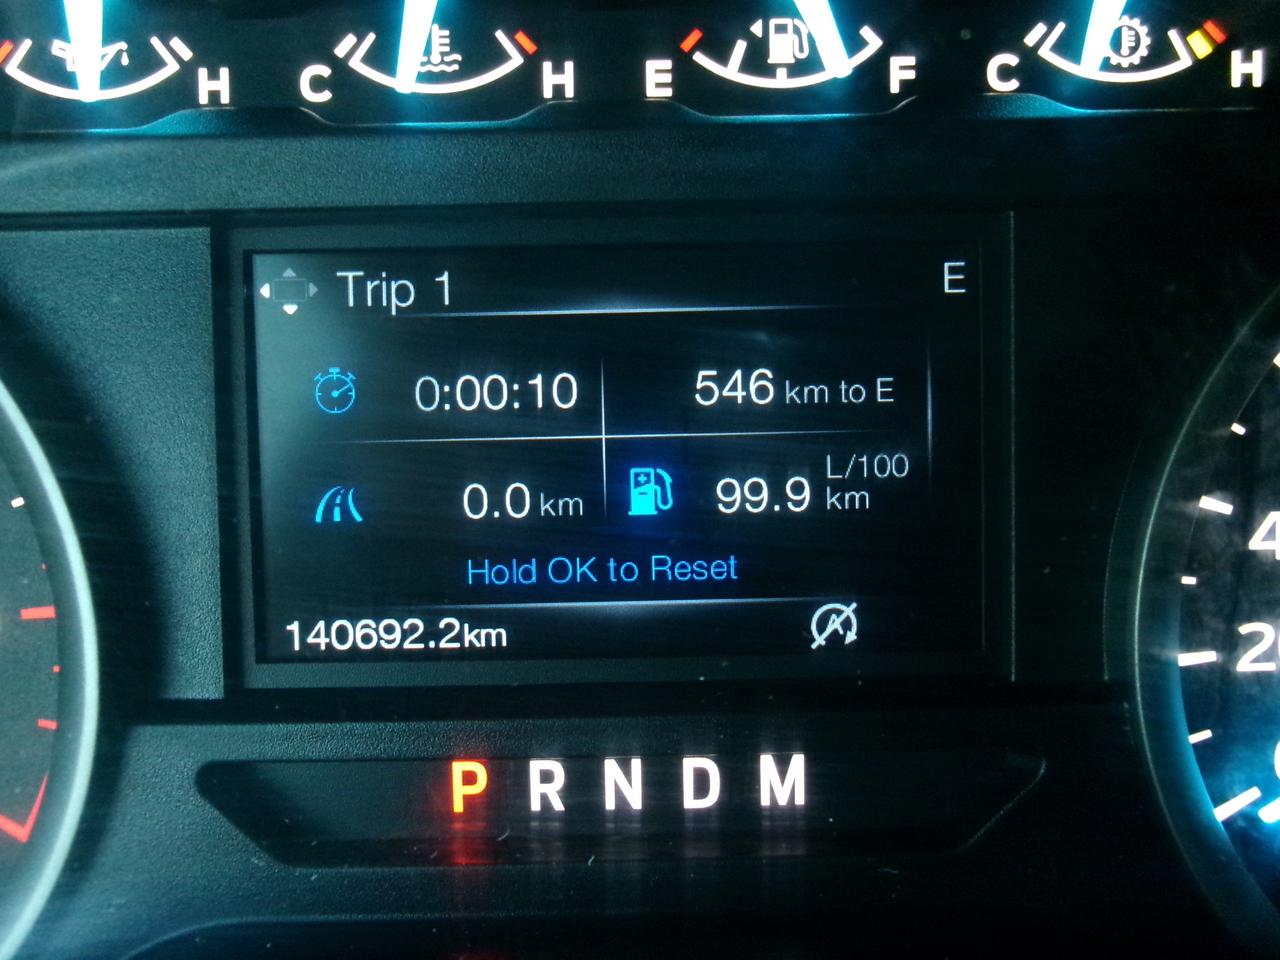 H C H E F C H
Trip 1 E
0:00:10 546 km to E
0.0 km 99.9 L/100 km
Hold OK to Reset
140692.2km
P R N D M
20